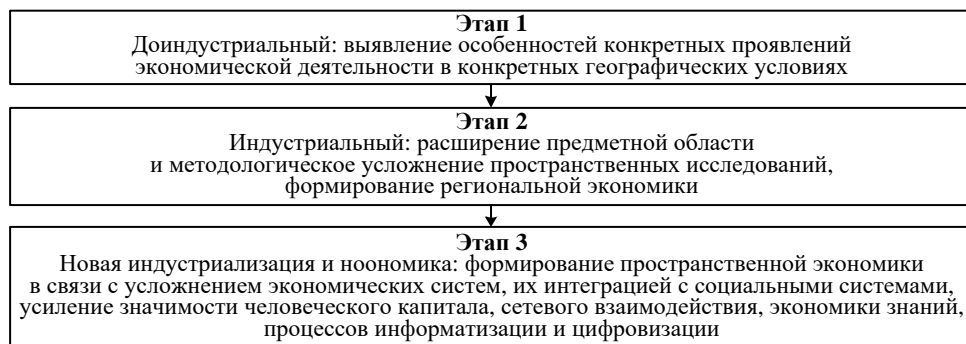 Этап 1
Доиндустриальный: выявление особенностей конкретных проявлений
экономической деятельности в конкретных географических условиях
Этап 2
Индустриальный: расширение предметной области
и методологическое усложнение пространственных исследований,
формирование региональной экономики
Этап 3
Новая индустриализация и ноономика: формирование пространственной экономики
в связи с усложнением экономических систем, их интеграцией с социальными системами,
усиление значимости человеческого капитала, сетевого взаимодействия, экономики знаний,
процессов информатизации и цифровизации